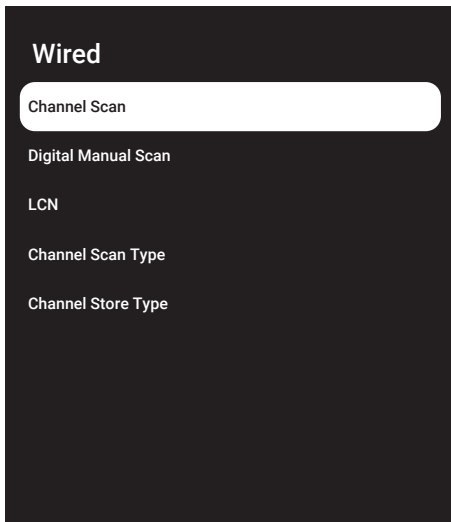 Wired
Channel Scan
Digital Manual Scan
LCN
Channel Scan Type
Channel Store Type